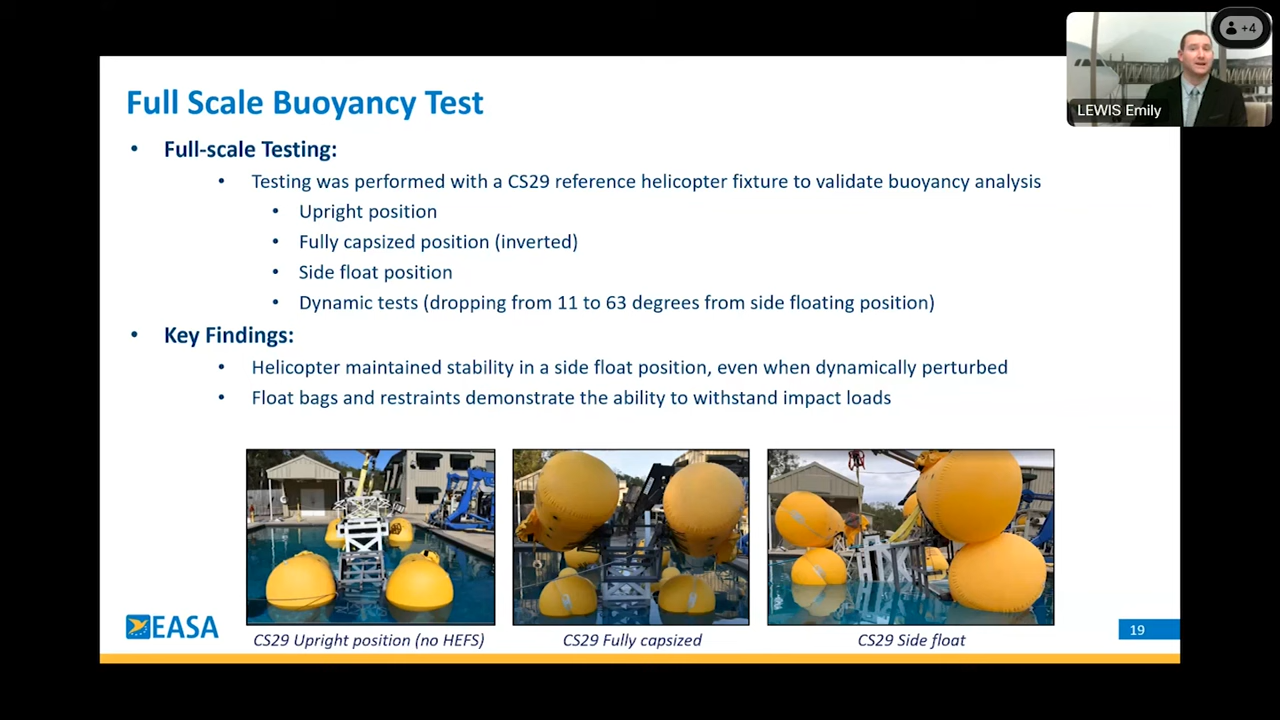 +4
LEWIS Emily
Full Scale Buoyancy Test
• Full-scale Testing:
• Testing was performed with a CS29 reference helicopter fixture to validate buoyancy analysis
• Upright position
• Fully capsized position (inverted)
• Side float position
• Dynamic tests (dropping from 11 to 63 degrees from side floating position)
• Key Findings:
• Helicopter maintained stability in a side float position, even when dynamically perturbed
• Float bags and restraints demonstrate the ability to withstand impact loads
EASA
CS29 Upright position (no HEFS)
CS29 Fully capsized
CS29 Side float
19